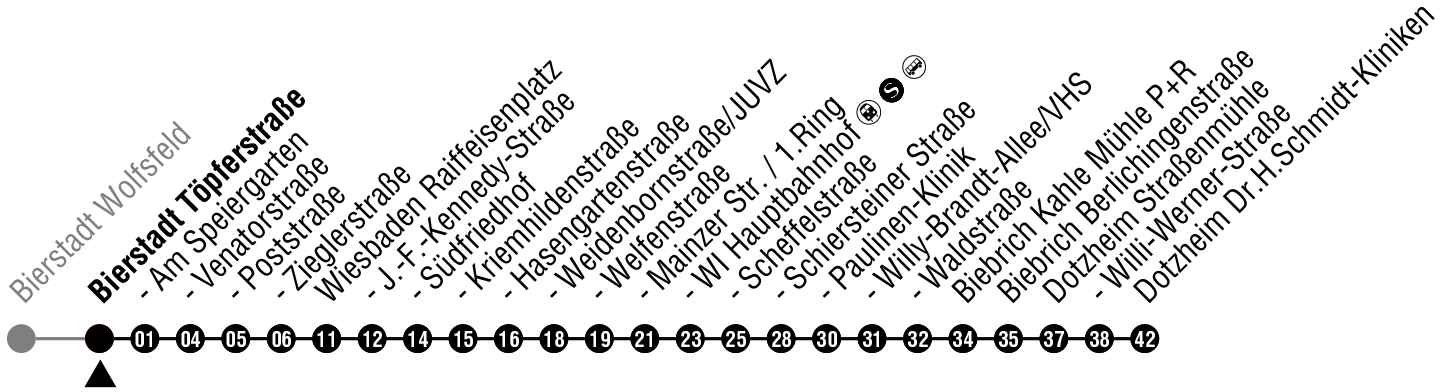 Bierstadt Wolfsfeld
Bierstadt Töpferstraße
- Am Speiergarten
- Venatorstraße
- Poststraße
- Zieglerstraße
Wiesbaden Raiffeisenplatz
- J.-F.-Kennedy-Straße
- Südfriedhof
- Kriemhildenstraße
- Hasengartenstraße
- Weidenbornstraße/JUVZ
- Welfenstraße
- Mainzer Str. / 1.Ring
- WI Hauptbahnhof S
- Scheffelstraße
- Schiersteiner Straße
- Paulinen-Klinik
- Willy-Brandt-Allee/VHS
- Waldstraße
Biebrich Kahle Mühle P+R
Biebrich Berlichingenstraße
Dotzheim Straßenmühle
- Willi-Werner-Straße
Dotzheim Dr.H.Schmidt-Kliniken
01 04 05 06 11 12 14 15 16 18 19 21 23 25 28 30 31 32 34 35 37 38 42